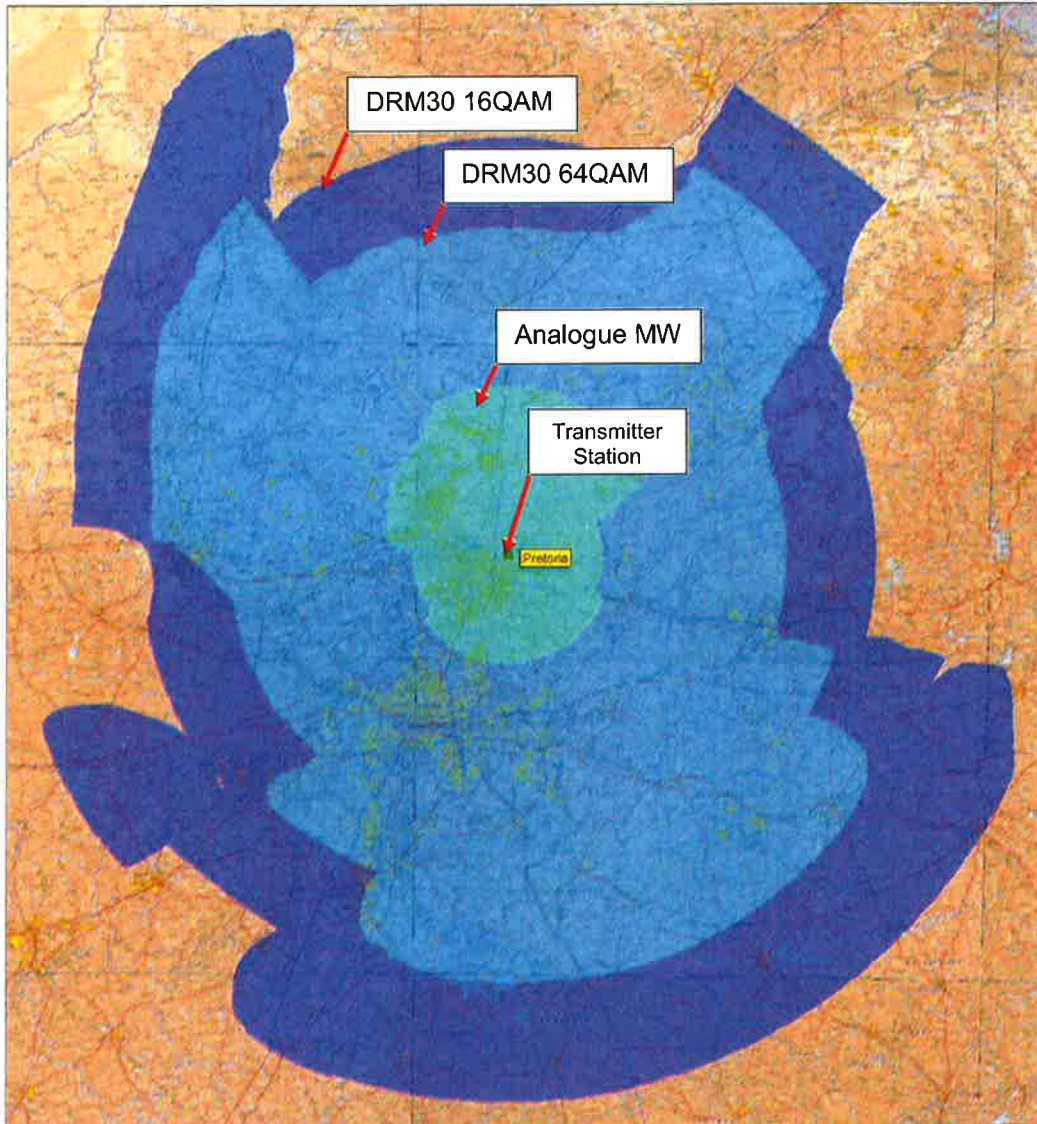 DRM30 16QAM
DRM30 64QAM
Analogue MW
Transmitter
Station
Pretoria